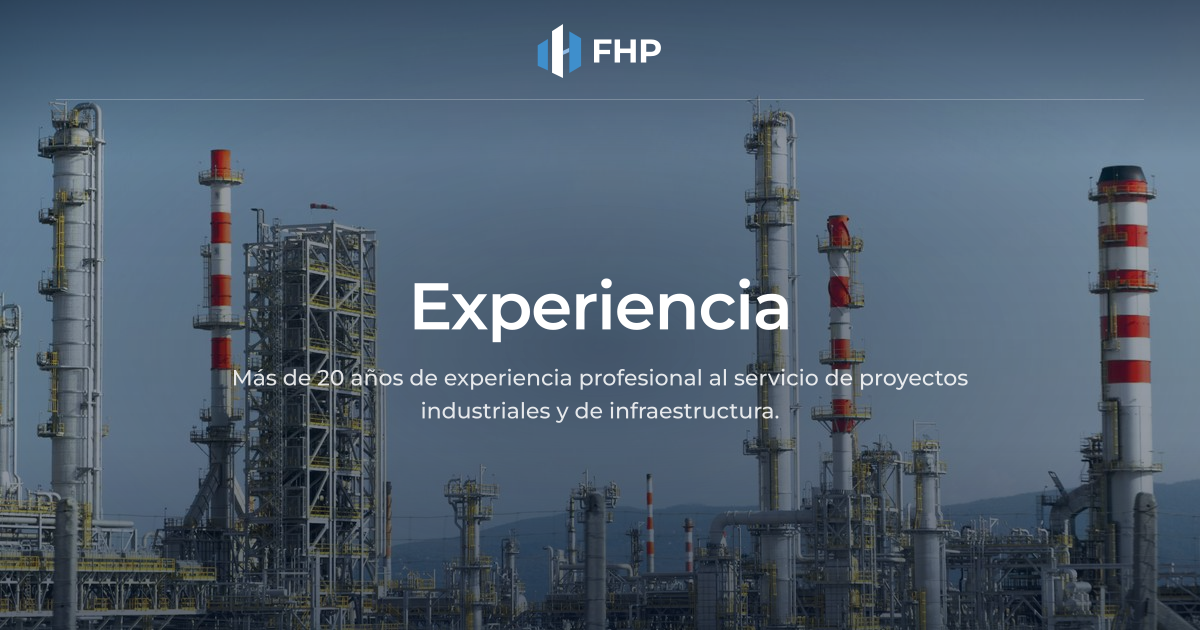 FHP
Experiencia
Más de 20 años de experiencia profesional al servicio de proyectos
industriales y de infraestructura.